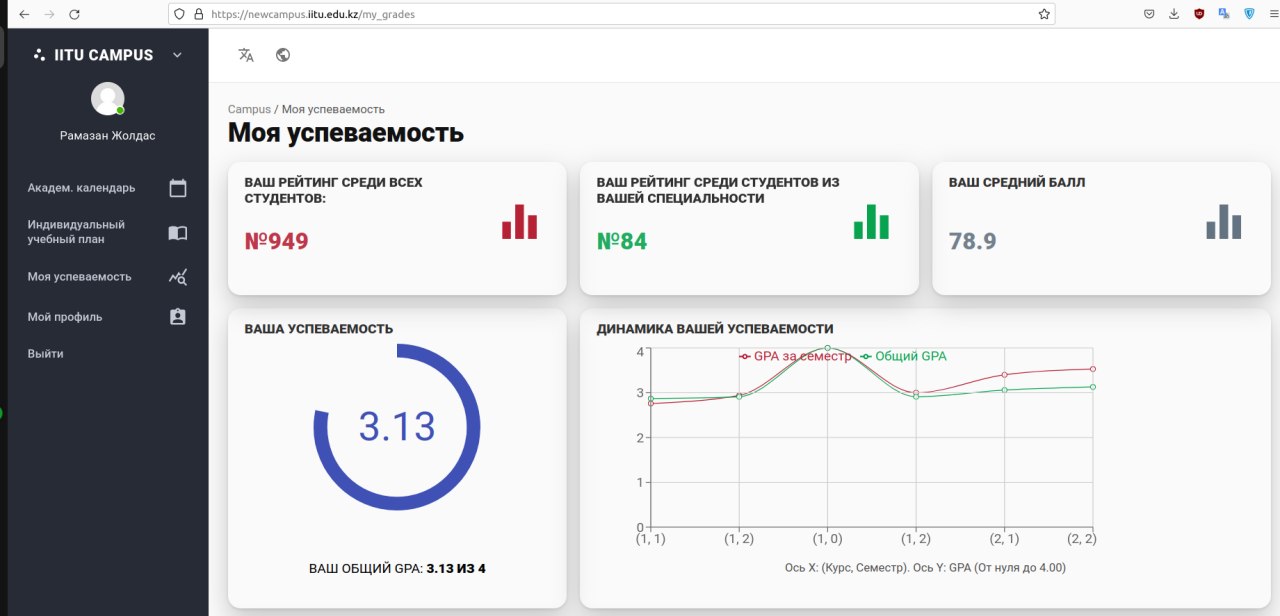 https://newcampus.iitu.edu.kz/my_grades
IITU CAMPUS
Рамазан Жолдас
Академ. календарь
Индивидуальный
учебный план
Моя успеваемость
Мой профиль
Выйти
Campus / Моя успеваемость
Моя успеваемость
ВАШ РЕЙТИНГ СРЕДИ ВСЕХ
СТУДЕНТОВ:
№949
ВАШ РЕЙТИНГ СРЕДИ СТУДЕНТОВ ИЗ
ВАШЕЙ СПЕЦИАЛЬНОСТИ
№84
ВАШ СРЕДНИЙ БАЛЛ
78.9
ВАША УСПЕВАЕМОСТЬ
3.13
ВАШ ОБЩИЙ GPA: 3.13 ИЗ 4
ДИНАМИКА ВАШЕЙ УСПЕВАЕМОСТИ
GPA за семестр Общий GPA
4
3
2
1
0
(1, 1) (1, 2) (1, 0) (1, 2) (2, 1) (2, 2)
Ось X: (Курс, Семестр). Ось Y: GPA (От нуля до 4.00)